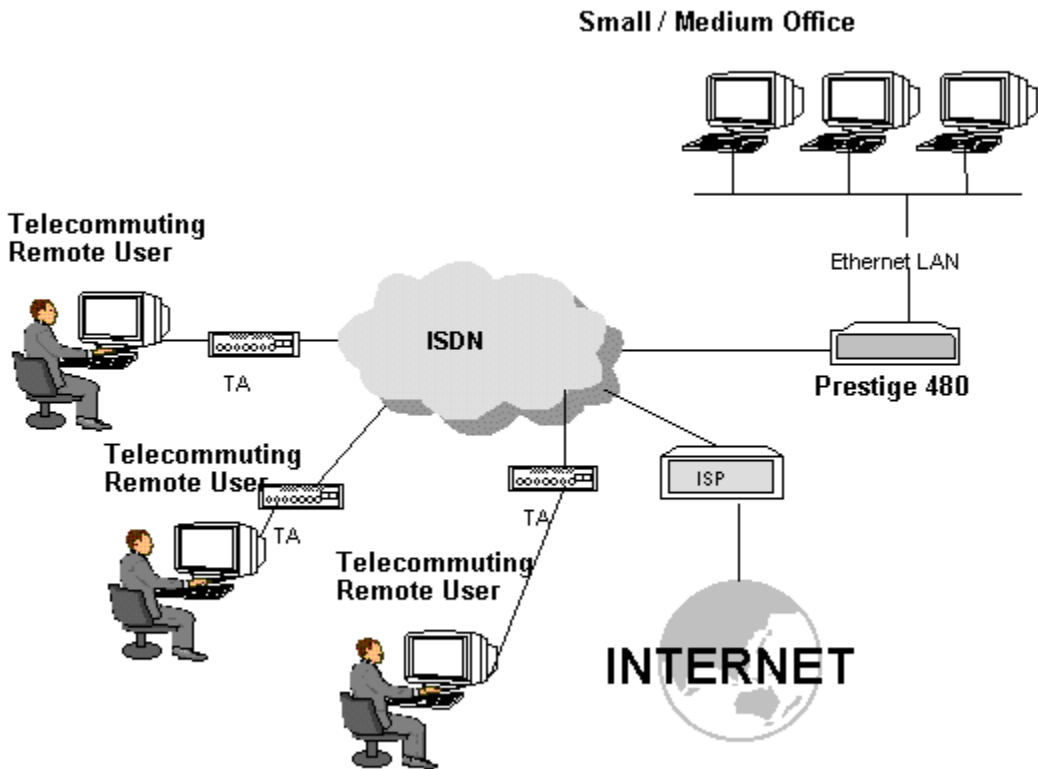 Small / Medium Office
Telecommuting
Remote User
Ethernet LAN
ISDN
TA
Prestige 480
Telecommuting
Remote User
ISP
TA
TA
Telecommuting
Remote User
INTERNET